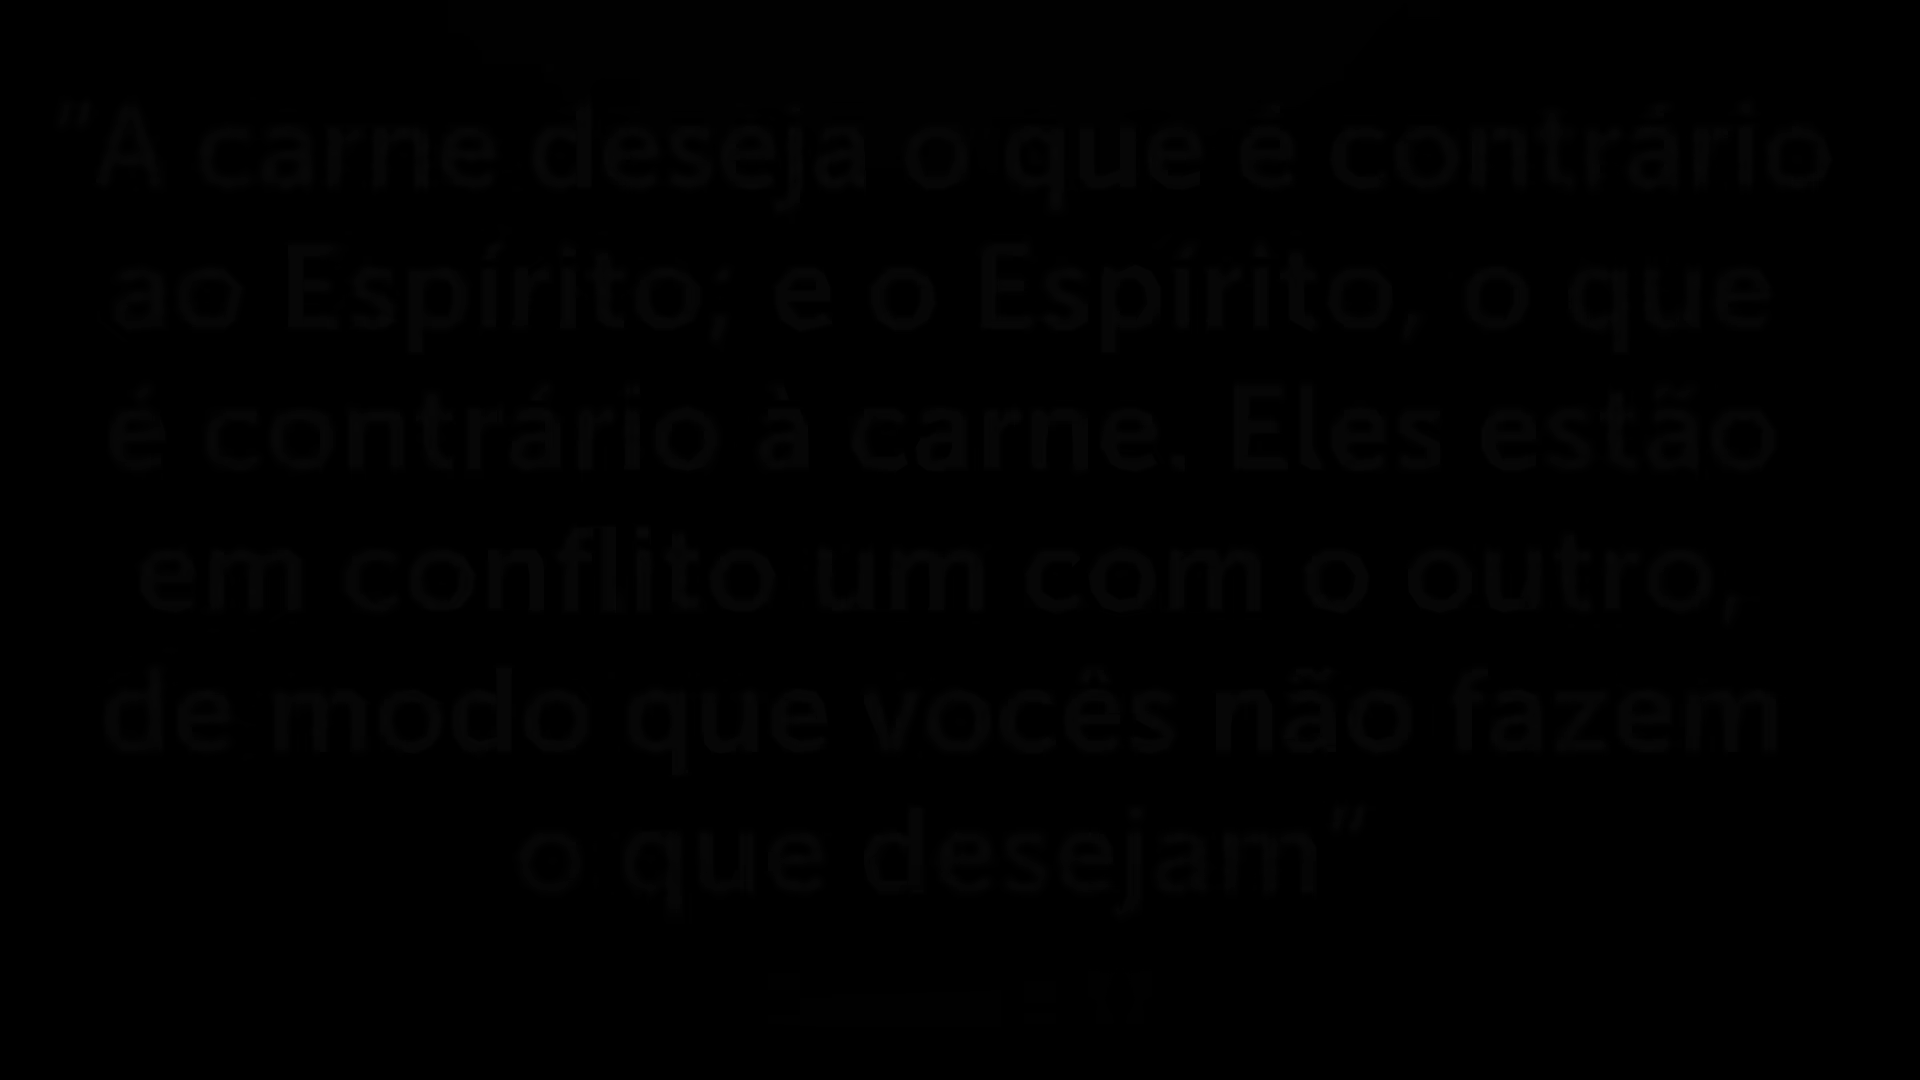 "A carne deseja o que é contrário
ao Espírito; e o Espírito, o que
é contrário à carne. Eles estão
em conflito um com o outro,
de modo que vocês não fazem
o que desejam"